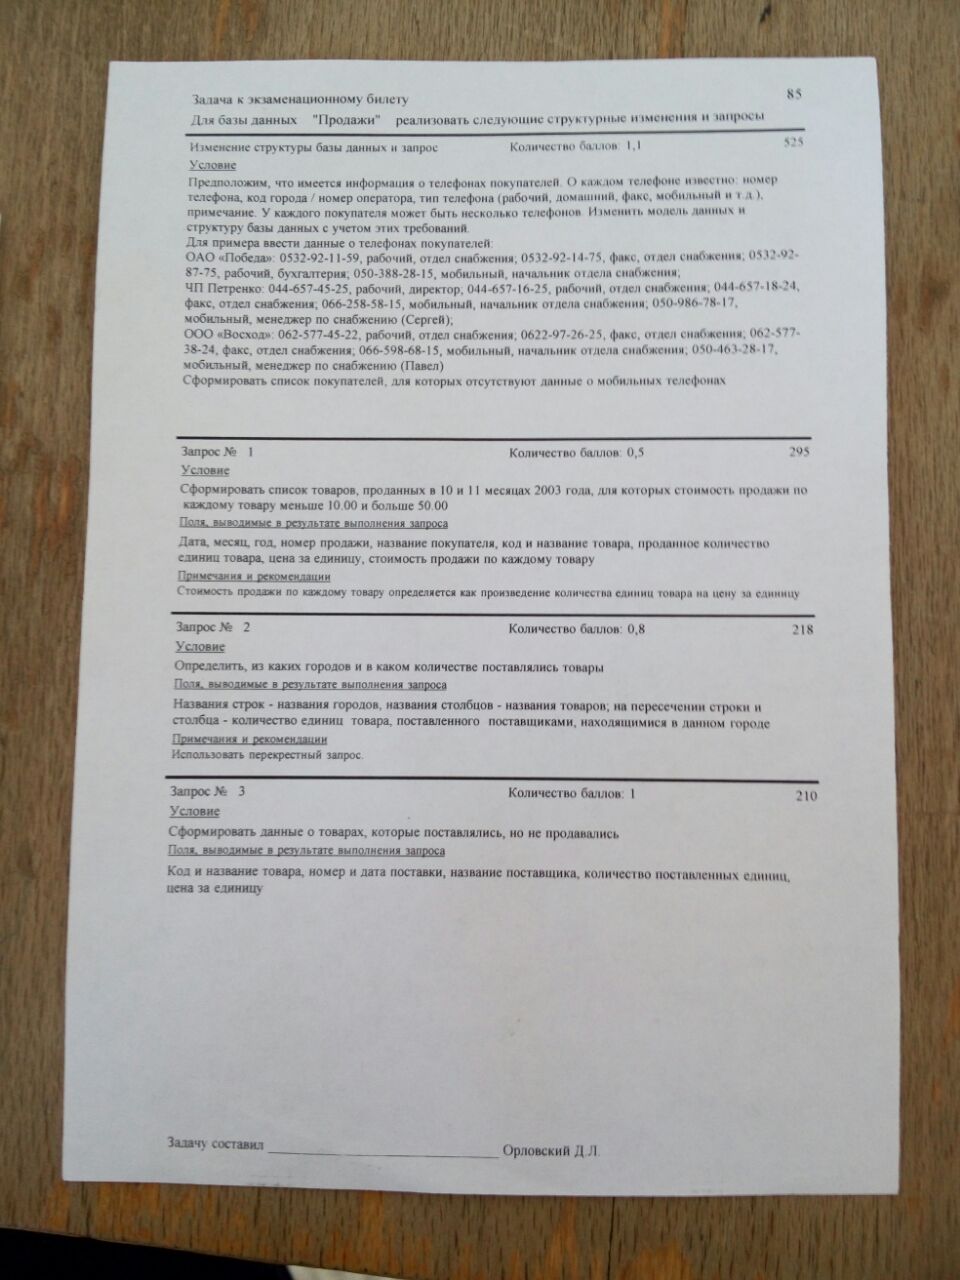 85
Задача к экзаменационному билету
Для базы данных "Продажи" реализовать следующие структурные изменения и запросы
Изменение структуры базы данных и запрос Количество баллов: 1,1 525
Условие
Предположим, что имеется информация о телефонах покупателей. О каждом телефоне известно: номер
телефона, код города / номер оператора, тип телефона (рабочий, домашний, факс, мобильный и т.д.),
примечание. У каждого покупателя может быть несколько телефонов. Изменить модель данных и
структуру базы данных с учетом этих требований.
Для примера ввести данные о телефонах покупателей:
ОАО «Победа»: 0532-92-11-59, рабочий, отдел снабжения; 0532-92-14-75, факс, отдел снабжения; 0532-92-
87-75, рабочий, бухгалтерия; 050-388-28-15, мобильный, начальник отдела снабжения;
ЧП Петренко: 044-657-45-25, рабочий, директор; 044-657-16-25, рабочий, отдел снабжения; 044-657-18-24,
факс, отдел снабжения; 066-258-58-15, мобильный, начальник отдела снабжения; 050-986-78-17,
мобильный, менеджер по снабжению (Сергей);
ООО «Восход»: 062-577-45-22, рабочий, отдел снабжения; 0622-97-26-25, факс, отдел снабжения; 062-577-
38-24, факс, отдел снабжения; 066-598-68-15, мобильный, начальник отдела снабжения; 050-463-28-17,
мобильный, менеджер по снабжению (Павел)
Сформировать список покупателей, для которых отсутствуют данные о мобильных телефонах
Запрос № 1 Количество баллов: 0,5 295
Условие
Сформировать список товаров, проданных в 10 и 11 месяцах 2003 года, для которых стоимость продажи по
каждому товару меньше 10.00 и больше 50.00
Поля, выводимые в результате выполнения запроса
Дата, месяц, год, номер продажи, название покупателя, код и название товара, проданное количество
единиц товара, цена за единицу, стоимость продажи по каждому товару
Примечания и рекомендации
Стоимость продажи по каждому товару определяется как произведение количества единиц товара на цену за единицу
Запрос № 2 Количество баллов: 0,8 218
Условие
Определить, из каких городов и в каком количестве поставлялись товары
Поля, выводимые в результате выполнения запроса
Названия строк - названия городов, названия столбцов - названия товаров; на пересечении строки и
столбца - количество единиц товара, поставленного поставщиками, находящимися в данном городе
Примечания и рекомендации
Использовать перекрестный запрос.
Запрос № 3 Количество баллов: 1 210
Условие
Сформировать данные о товарах, которые поставлялись, но не продавались
Поля, выводимые в результате выполнения запроса
Код и название товара, номер и дата поставки, название поставщика, количество поставленных единиц,
цена за единицу
Задачу составил ______________ Орловский Д.Л.